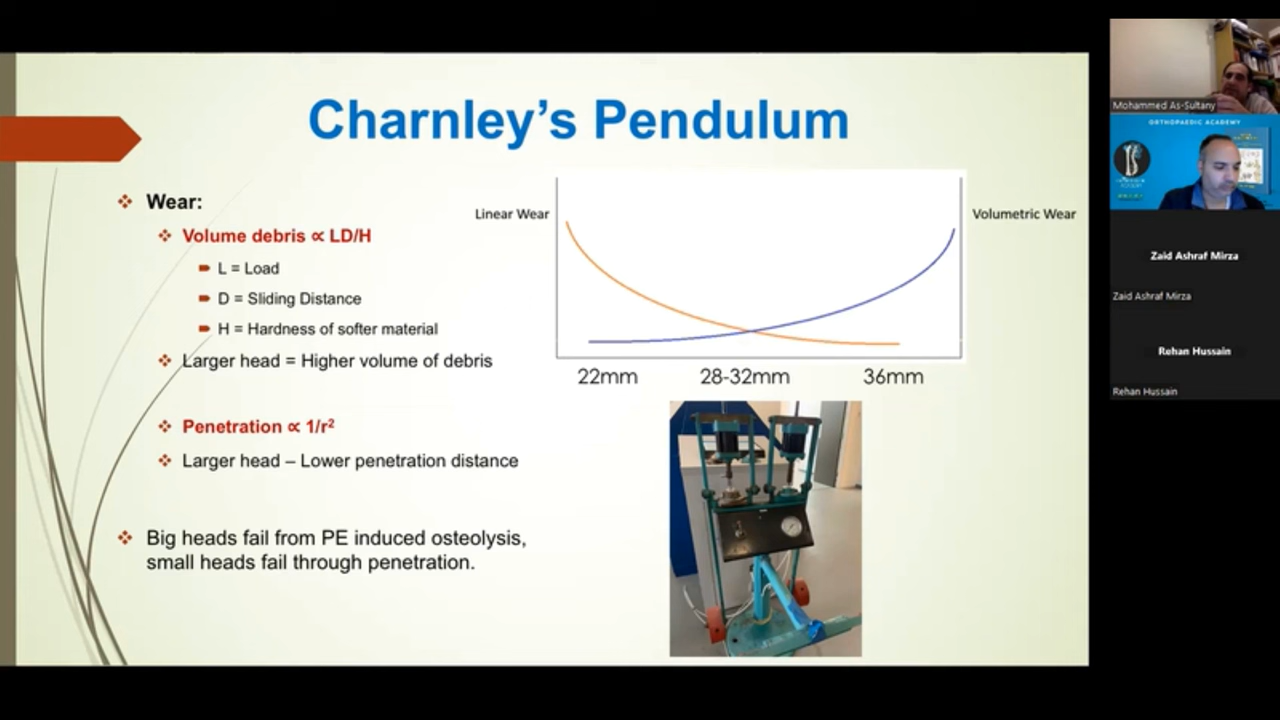 Charnley's Pendulum
Wear:
Volume debris ∝ LD/H
L = Load
D = Sliding Distance
H = Hardness of softer material
Larger head = Higher volume of debris
Penetration ∝ 1/r²
Larger head – Lower penetration distance
Big heads fail from PE induced osteolysis,
small heads fail through penetration.
Linear Wear
Volumetric Wear
22mm
28-32mm
36mm
Mohammed As-Sultany
ORTHOPAEDIC ACADEMY
Zaid Ashraf Mirza
Zaid Ashraf Mirza
Rehan Hussain
Rehan Hussain